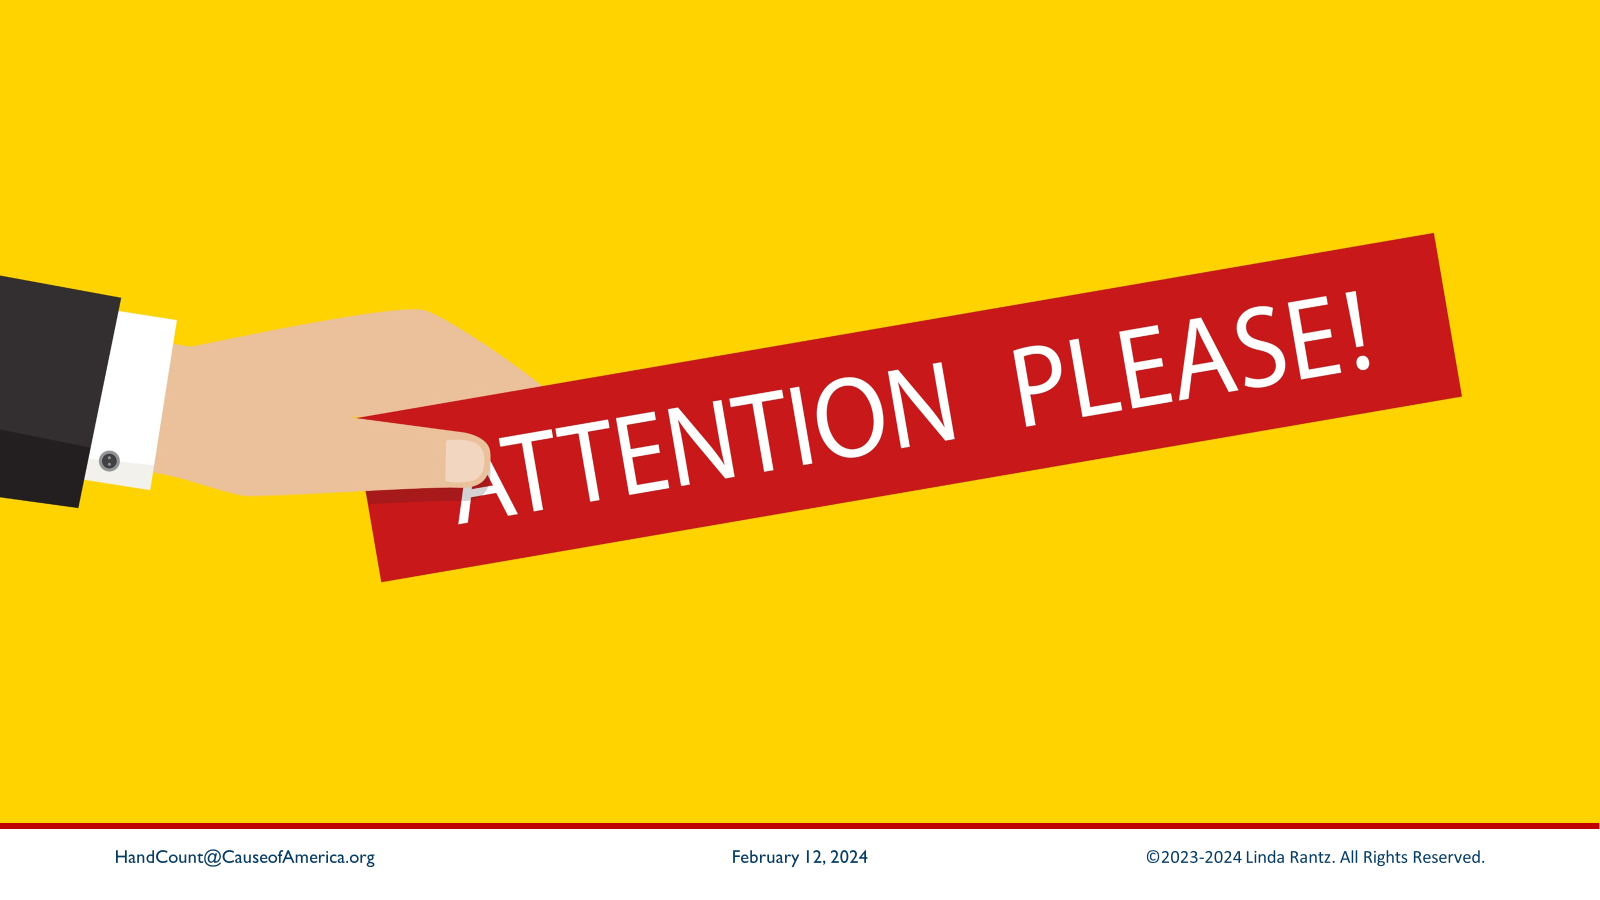 ATTENTION PLEASE!
HandCount@CauseofAmerica.org
February 12, 2024
©2023-2024 Linda Rantz. All Rights Reserved.